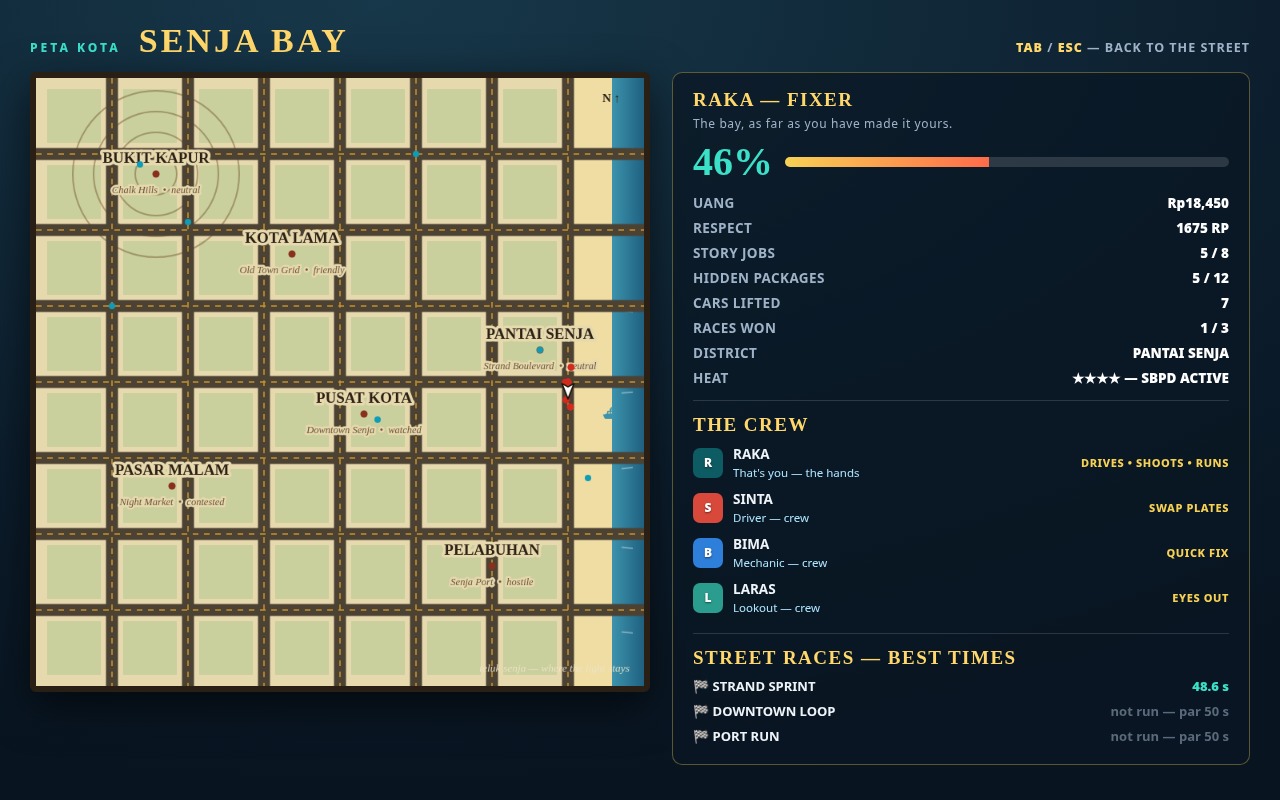 PETA KOTA SENJA BAY
TAB / ESC — BACK TO THE STREET
N ↑
BUKIT-KAPUR
Chalk Hills • neutral
KOTA LAMA
Old Town Grid • friendly
PANTAI SENJA
Strand Boulevard • neutral
PUSAT KOTA
Downtown Senja • watched
PASAR MALAM
Night Market • contested
PELABUHAN
Senja Port • hostile
teluk senja — where the
stays
RAKA — FIXER
The bay, as far as you have made it yours.
46%
UANG Rp18,450
RESPECT 1675 RP
STORY JOBS 5 / 8
HIDDEN PACKAGES 5 / 12
CARS LIFTED 7
RACES WON 1 / 3
DISTRICT PANTAI SENJA
HEAT ★★★★ — SBPD ACTIVE
THE CREW
R RAKA
That's you — the hands
DRIVES • SHOOTS • RUNS
S SINTA
Driver — crew
SWAP PLATES
B BIMA
Mechanic — crew
QUICK FIX
L LARAS
Lookout — crew
EYES OUT
STREET RACES — BEST TIMES
🏁 STRAND SPRINT 48.6 s
🏁 DOWNTOWN LOOP not run — par 50 s
🏁 PORT RUN not run — par 50 s